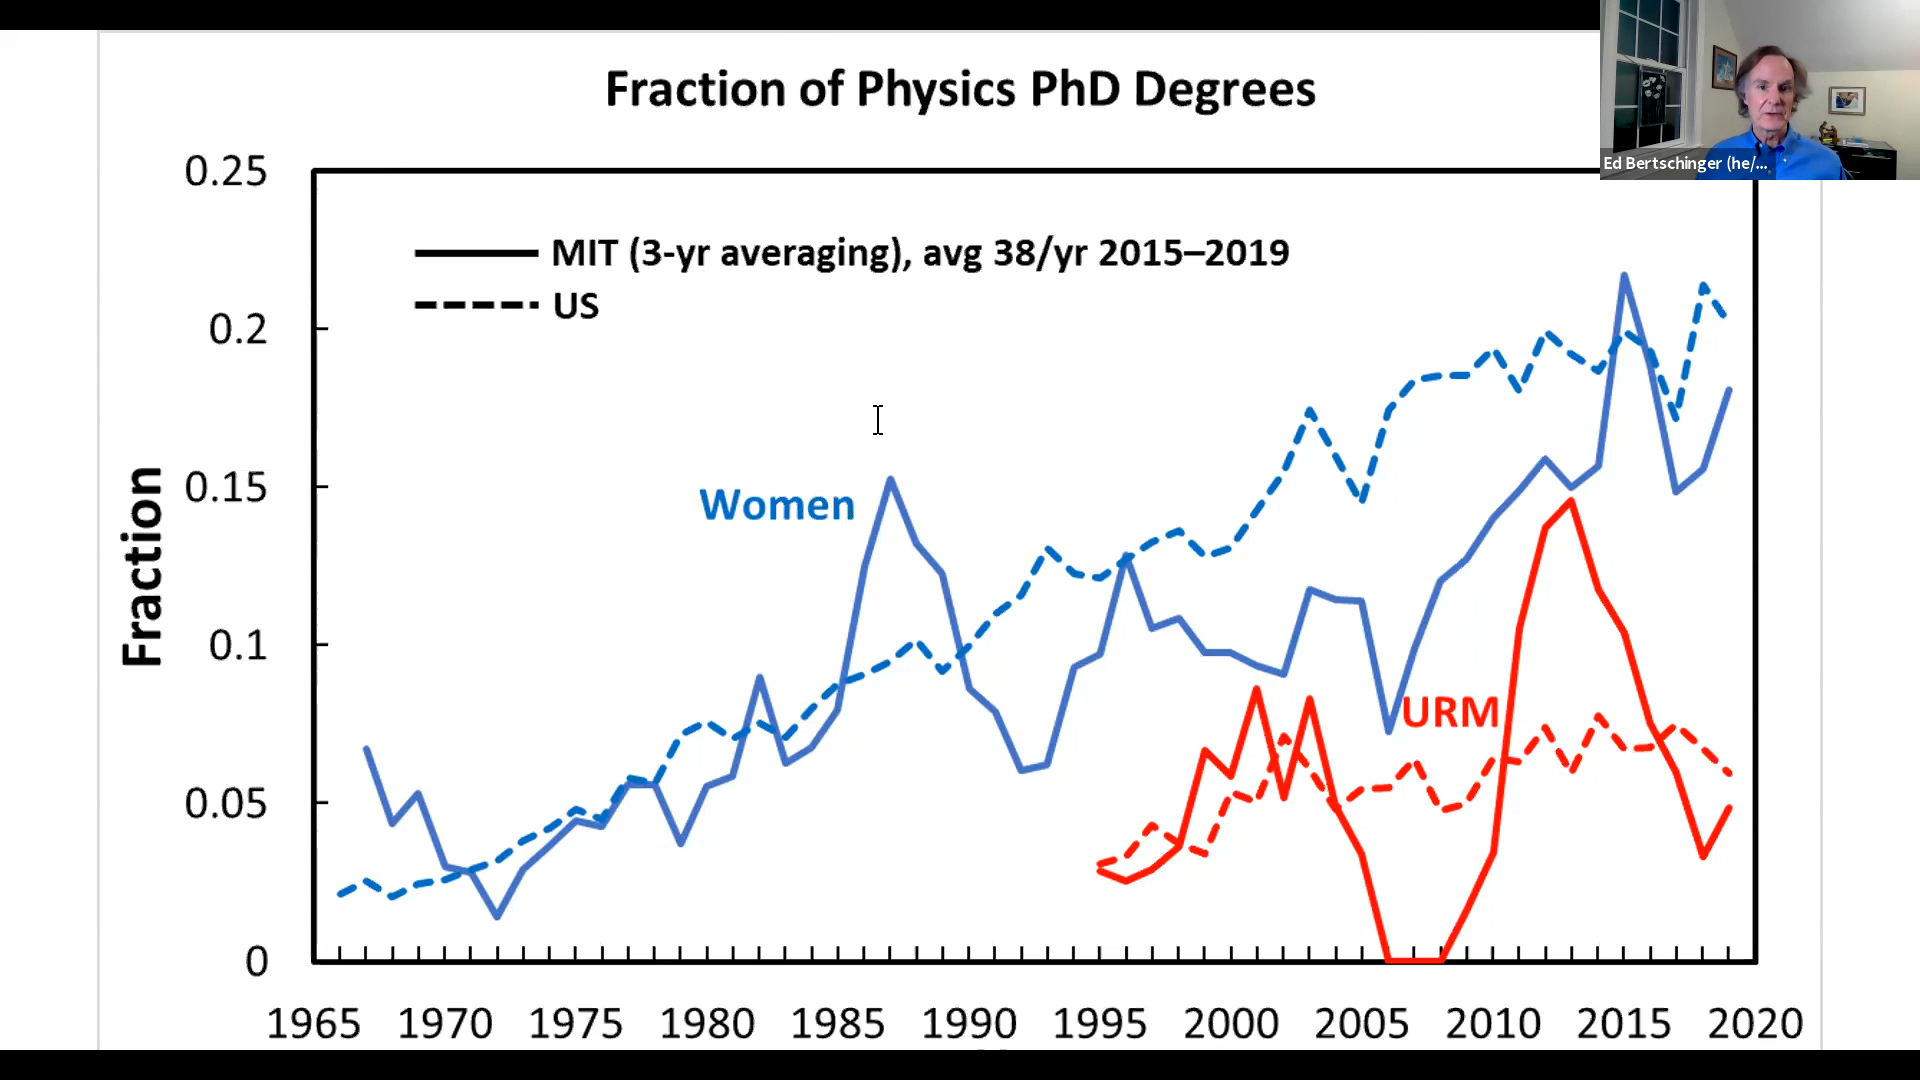 Fraction of Physics PhD Degrees
Ed Bertschinger (he/...
MIT (3-yr averaging), avg 38/yr 2015–2019
US
Women
URM
Fraction
0.25
0.2
0.15
0.1
0.05
0
1965 1970 1975 1980 1985 1990 1995 2000 2005 2010 2015 2020